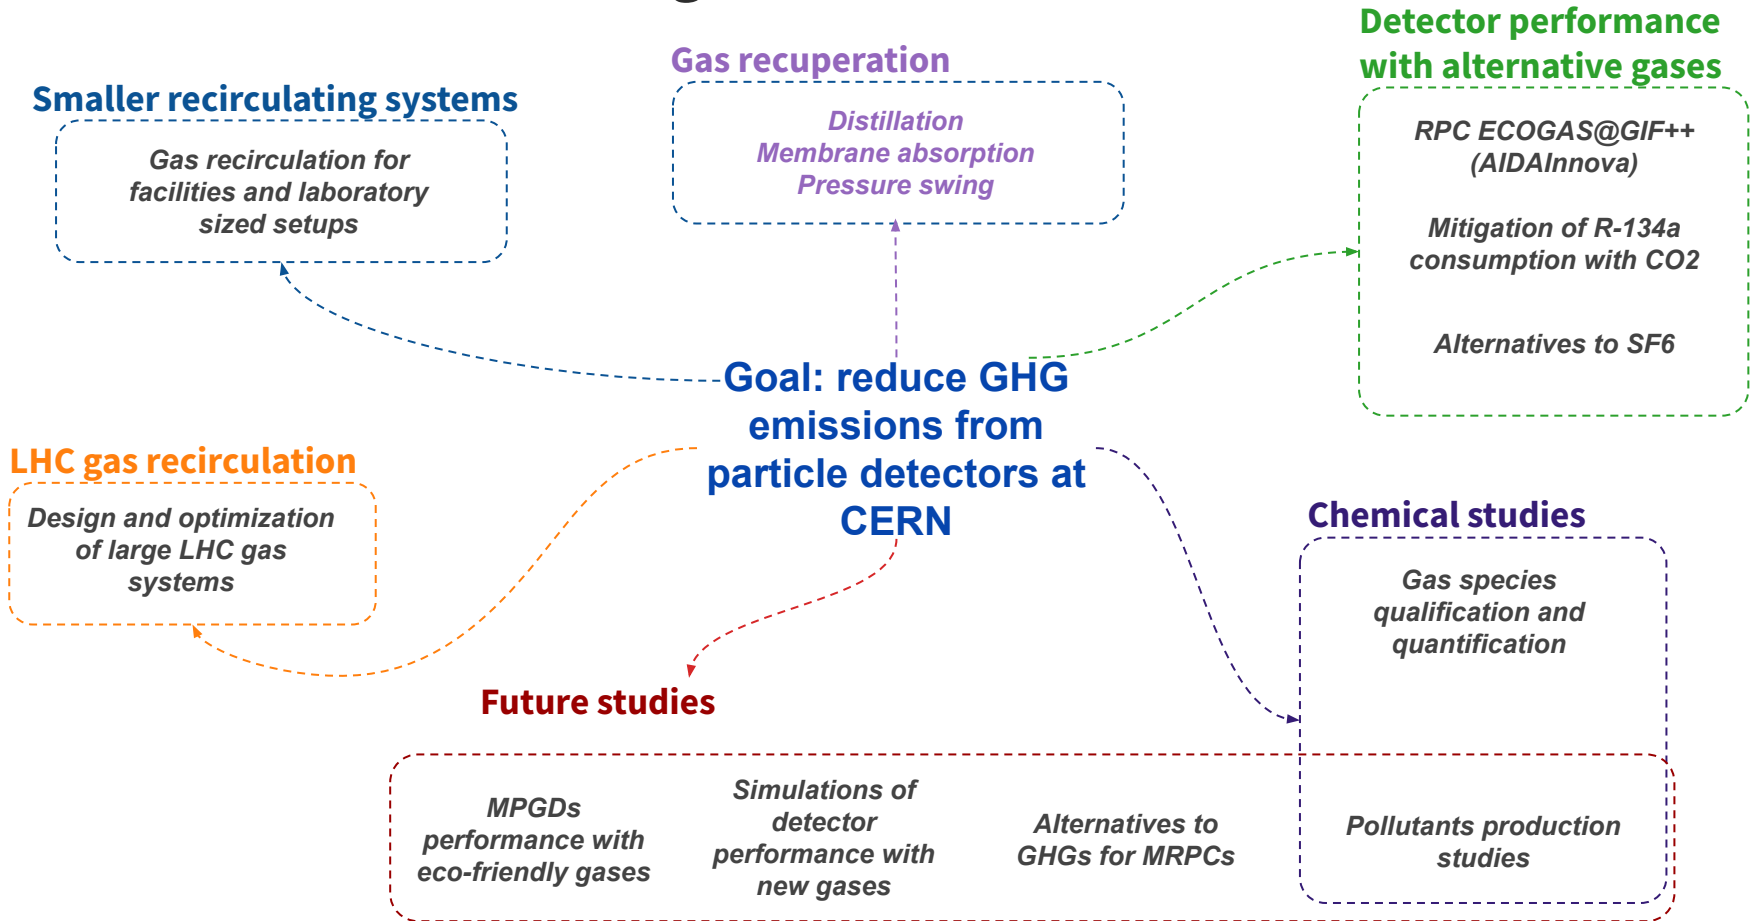 Detector performance
with alternative gases
Gas recuperation
Smaller recirculating systems
Gas recirculation for
facilities and laboratory
sized setups
Distillation
Membrane absorption
Pressure swing
RPC ECOGAS@GIF++
(AIDAInnova)
Mitigation of R-134a
consumption with CO2
Alternatives to SF6
Goal: reduce GHG
emissions from
particle detectors at
CERN
LHC gas recirculation
Design and optimization
of large LHC gas
systems
Chemical studies
Gas species
qualification and
quantification
Future studies
MPGDs
performance with
eco-friendly gases
Simulations of
detector
performance with
new gases
Alternatives to
GHGs for MRPCs
Pollutants production
studies